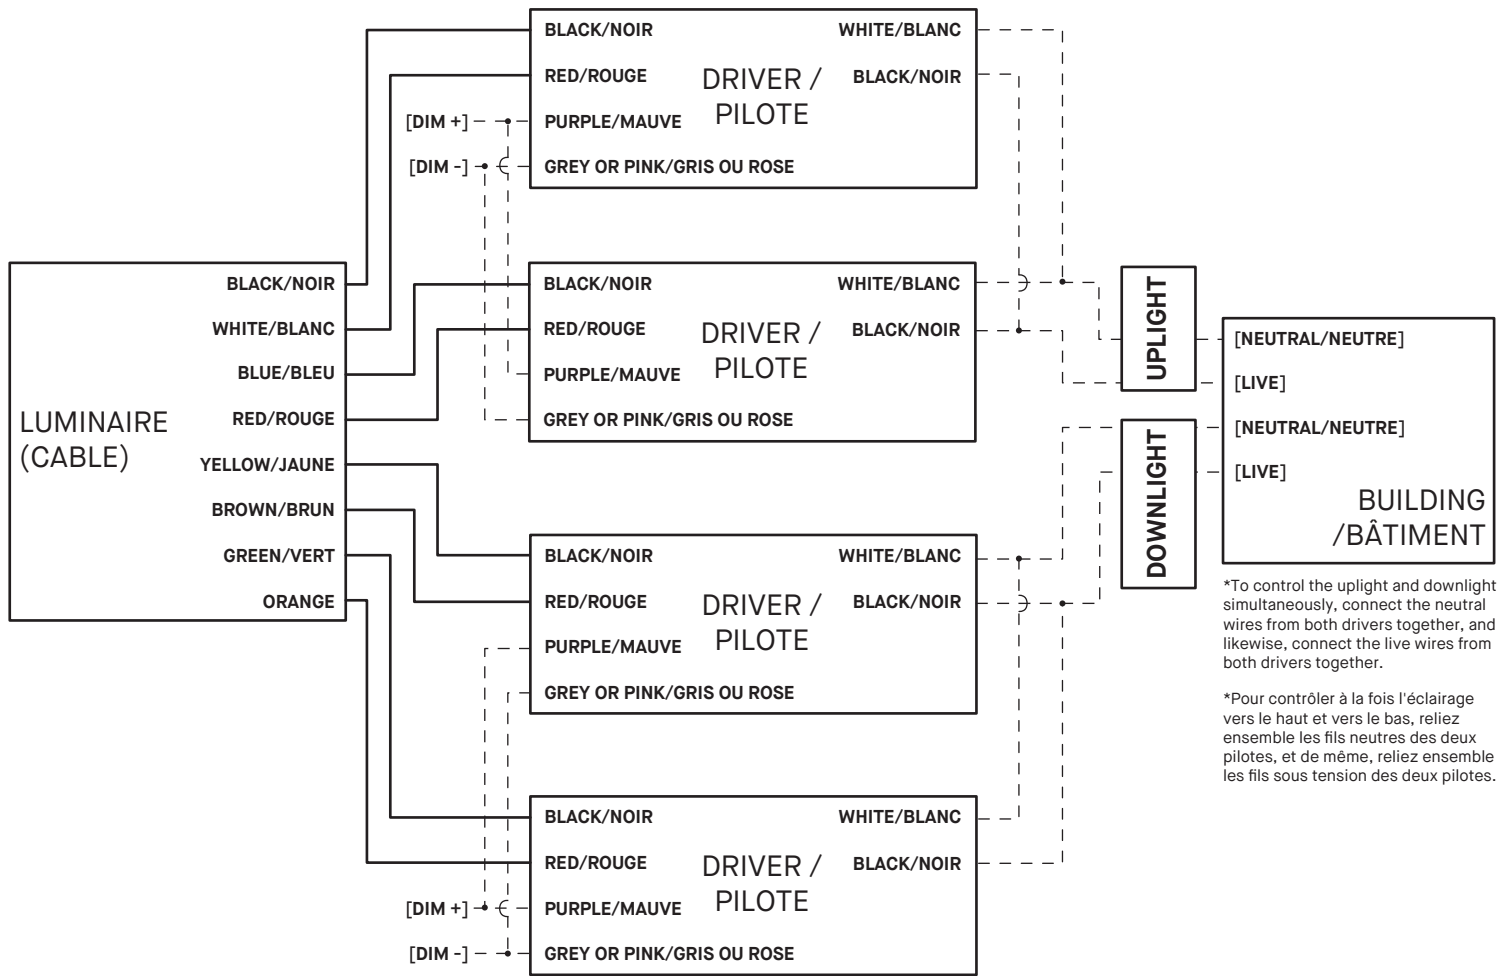 BLACK/NOIR
WHITE/BLANC
RED/ROUGE
DRIVER /
PILOTE
BLACK/NOIR
[DIM +]
PURPLE/MAUVE
[DIM -]
GREY OR PINK/GRIS OU ROSE
BLACK/NOIR
WHITE/BLANC
RED/ROUGE
DRIVER /
PILOTE
BLACK/NOIR
PURPLE/MAUVE
GREY OR PINK/GRIS OU ROSE
LUMINAIRE
(CABLE)
BLACK/NOIR
WHITE/BLANC
BLUE/BLEU
RED/ROUGE
YELLOW/JAUNE
BROWN/BRUN
GREEN/VERT
ORANGE
BLACK/NOIR
WHITE/BLANC
RED/ROUGE
DRIVER /
PILOTE
BLACK/NOIR
PURPLE/MAUVE
GREY OR PINK/GRIS OU ROSE
BLACK/NOIR
WHITE/BLANC
RED/ROUGE
DRIVER /
PILOTE
BLACK/NOIR
[DIM +]
PURPLE/MAUVE
[DIM -]
GREY OR PINK/GRIS OU ROSE
UPLIGHT
DOWNLIGHT
[NEUTRAL/NEUTRE]
[LIVE]
[NEUTRAL/NEUTRE]
[LIVE]
BUILDING
/BÂTIMENT
*To control the uplight and downlight
simultaneously, connect the neutral
wires from both drivers together, and
likewise, connect the live wires from
both drivers together.
*Pour contrôler à la fois l'éclairage
vers le haut et vers le bas, reliez
ensemble les fils neutres des deux
pilotes, et de même, reliez ensemble
les fils sous tension des deux pilotes.